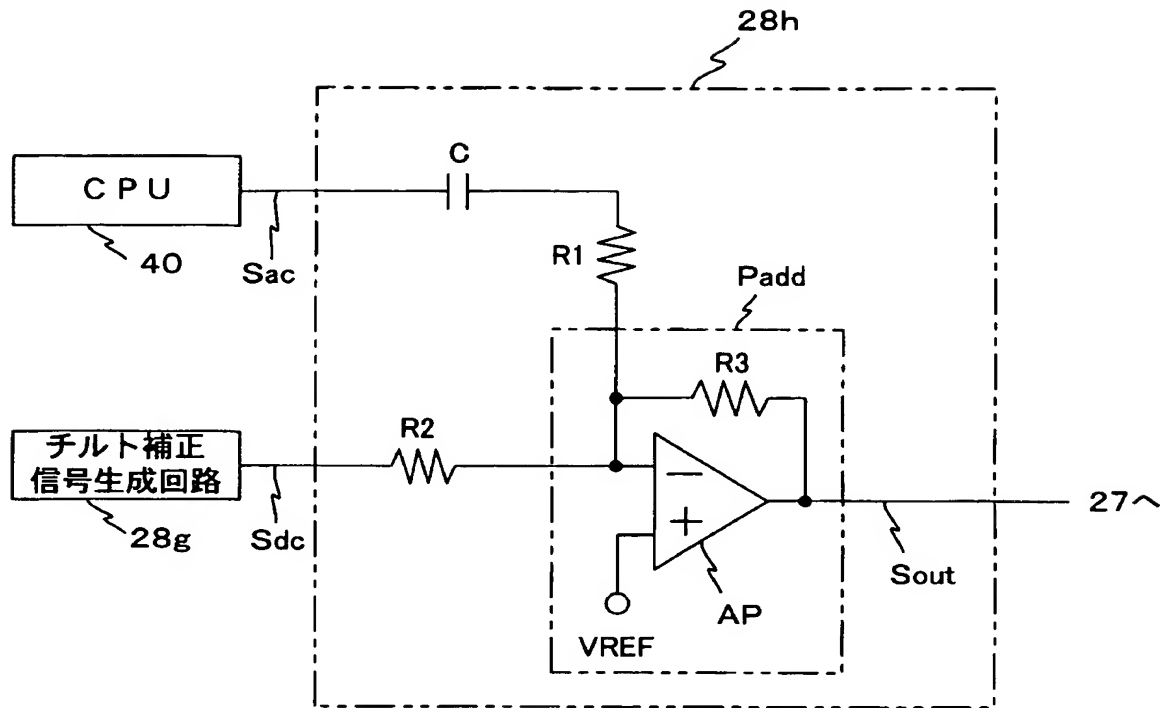 28h
C
CPU
40
Sac
R1
Padd
R3
R2
チルト補正
信号生成回路
28g
Sdc
−
+
27へ
Sout
AP
VREF